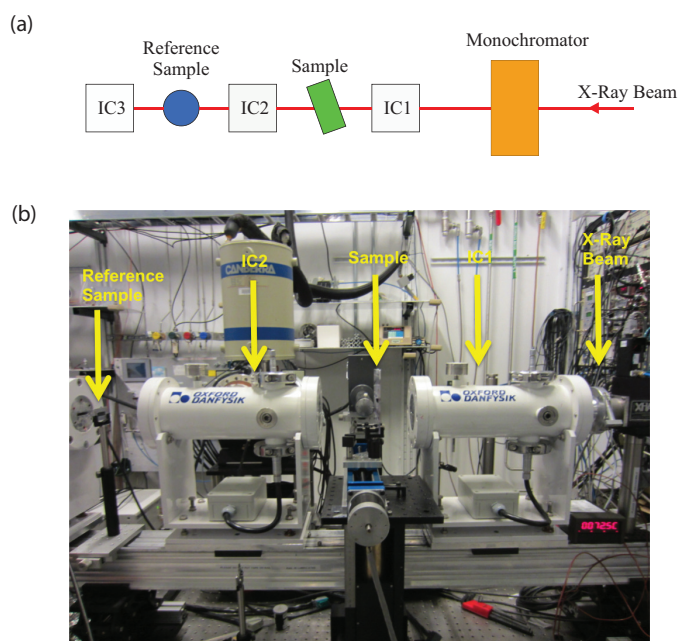 (a)
Reference
Sample
Sample
Monochromator
X-Ray Beam
IC3
IC2
IC1
(b)
X-Ray
Beam
IC2
Sample
IC1
Reference
Sample
CANBERRA
OXFORD
DANFYSIK
OXFORD
DANFYSIK